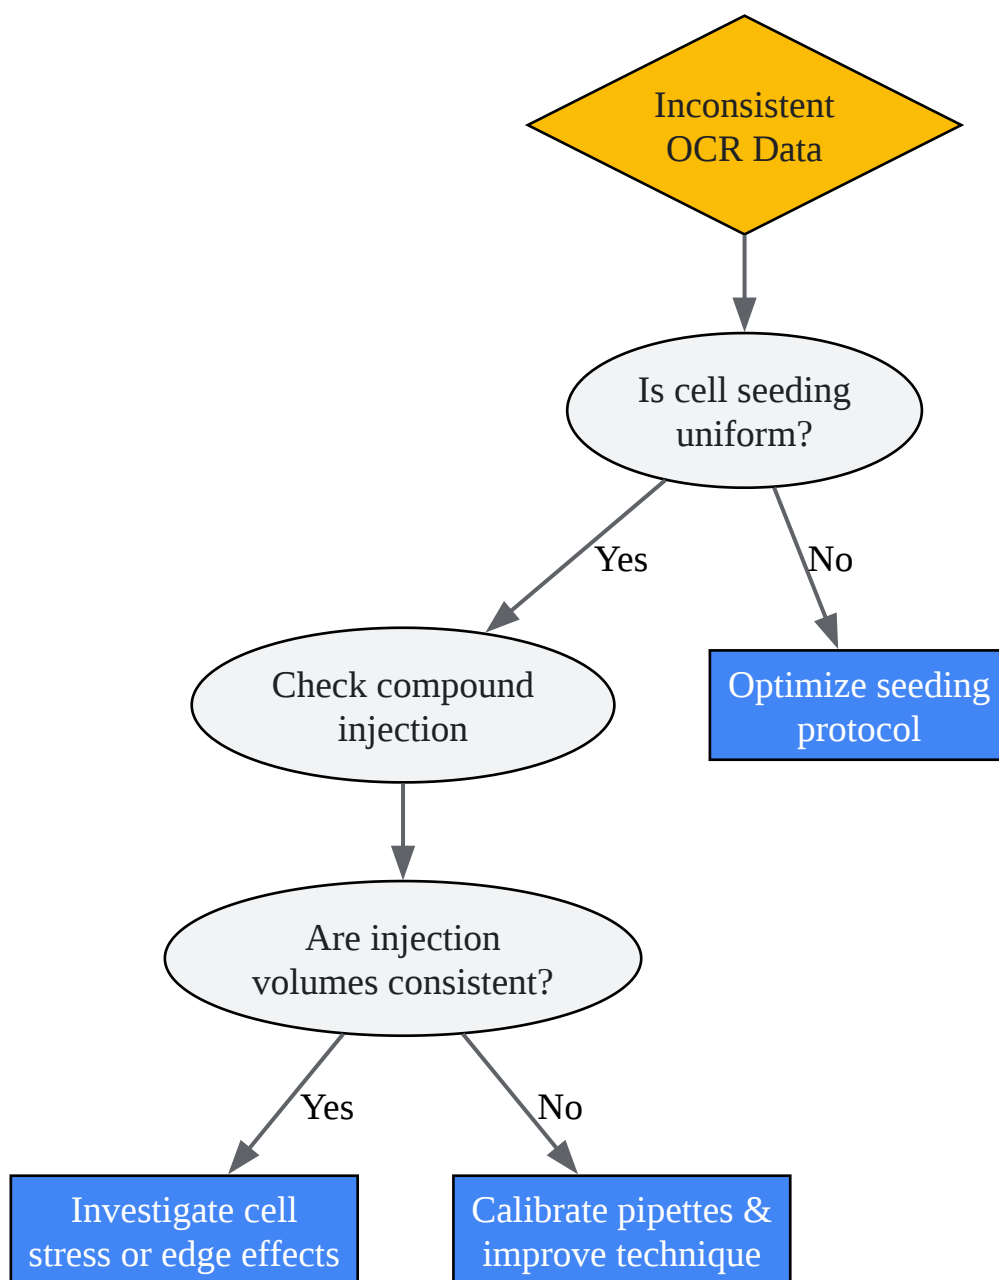 Inconsistent
OCR Data
Is cell seeding
uniform?
Yes
No
Check compound
injection
Optimize seeding
protocol
Are injection
volumes consistent?
Yes
No
Investigate cell
stress or edge effects
Calibrate pipettes &
improve technique